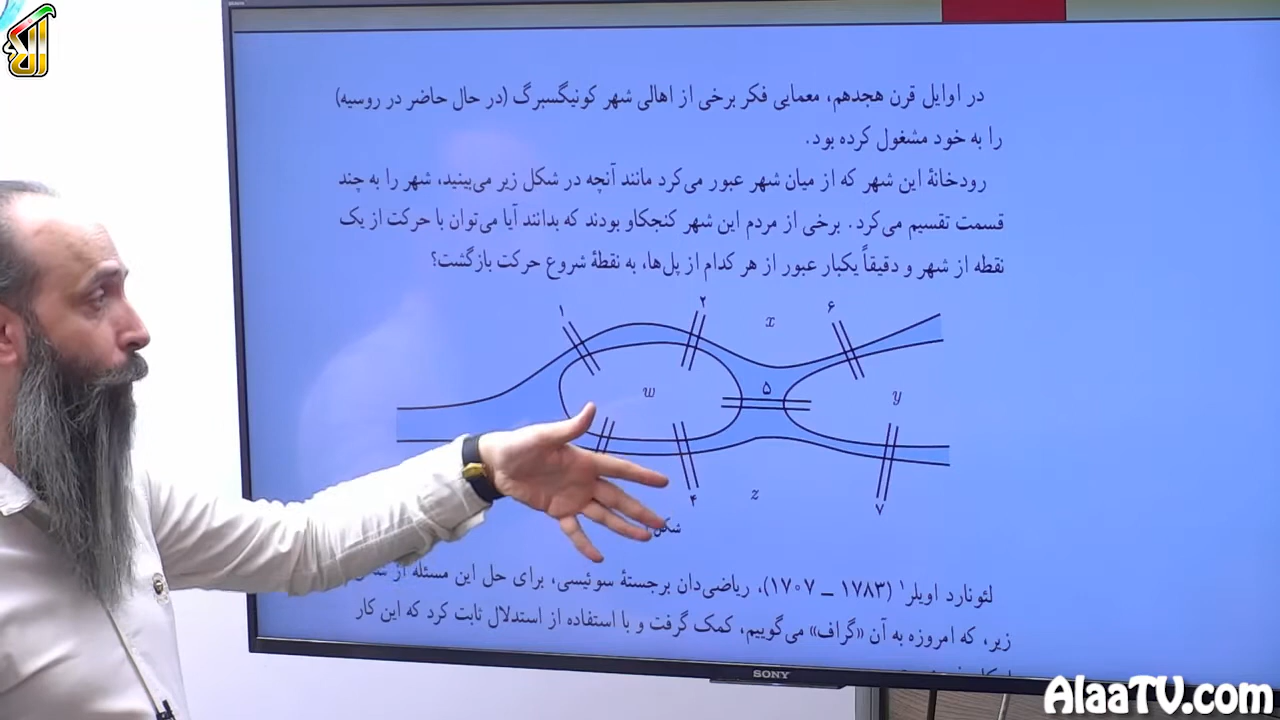 SONY
در اوایل قرن هجدهم، معمایی فکر برخی از اهالی شهر کونیگسبرگ (در حال حاضر در روسیه)
را به خود مشغول کرده بود.
رودخانهٔ این شهر که از میان شهر عبور می‌کرد مانند آنچه در شکل زیر می‌بینید، شهر را به چند
قسمت تقسیم می‌کرد. برخی از مردم این شهر کنجکاو بودند که بدانند آیا می‌توان با حرکت از یک
نقطه از شهر و دقیقاً یکبار عبور از هر کدام از پل‌ها، به نقطهٔ شروع حرکت بازگشت؟
۱ ۲ x ۶
w ۵ y
۴ z ۷
شکل
لئونارد اویلر۱ (۱۷۸۳ ــ ۱۷۰۷)، ریاضی‌دان برجستهٔ سوئیسی، برای حل این مسئله از
زیر، که امروزه به آن «گراف» می‌گوییم، کمک گرفت و با استفاده از استدلال ثابت کرد که این کار
SONY
AlaaTV.com